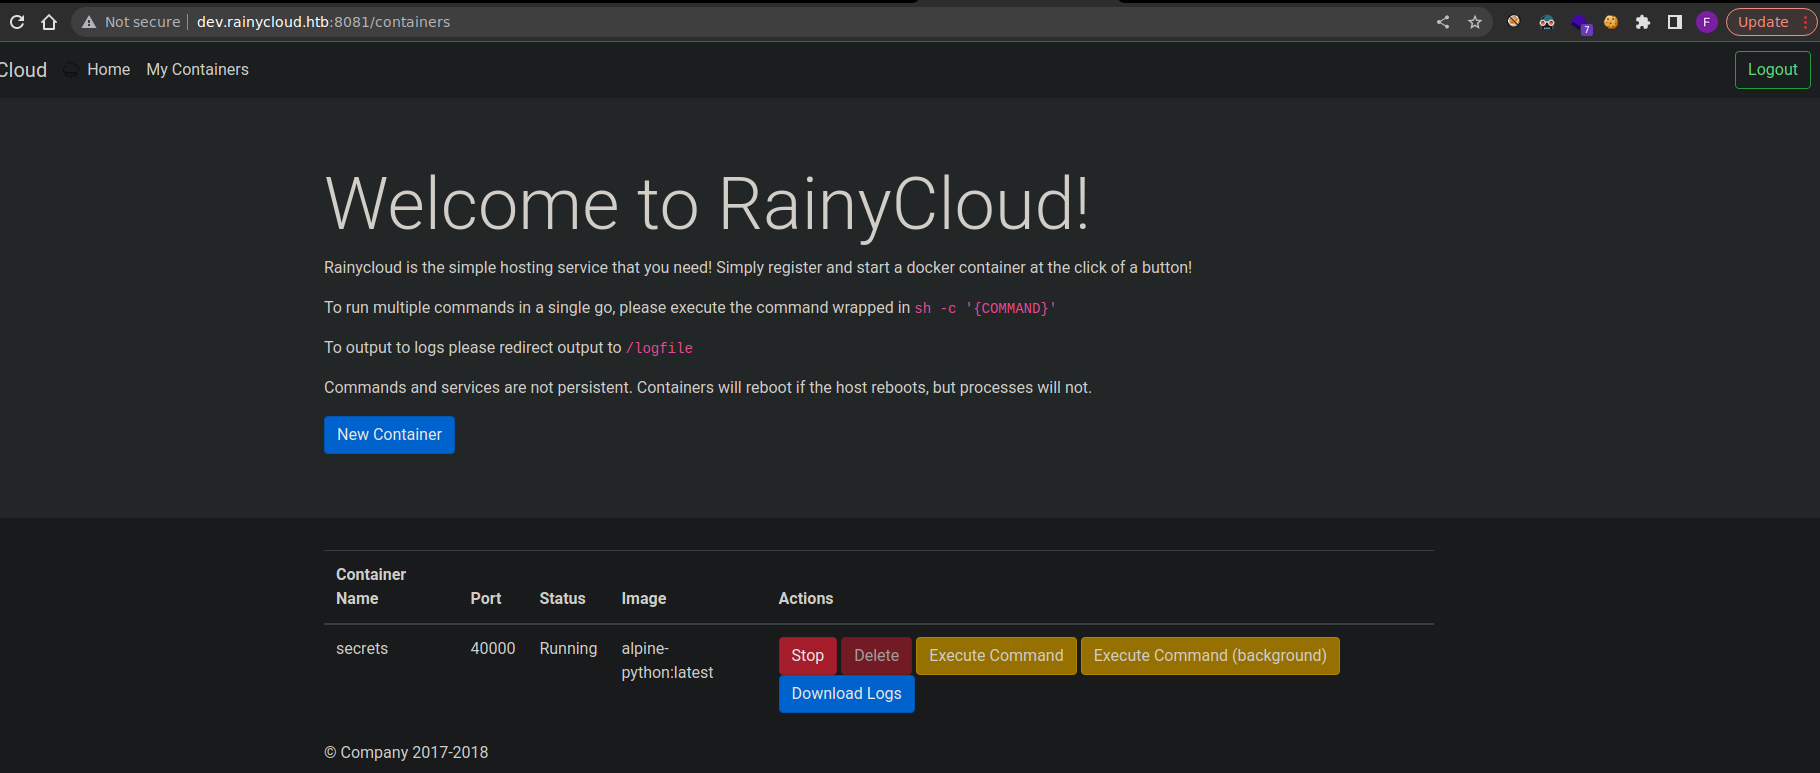 Not secure dev.rainycloud.htb:8081/containers 7 F Update
Cloud Home My Containers Logout
Welcome to RainyCloud!
Rainycloud is the simple hosting service that you need! Simply register and start a docker container at the click of a button!
To run multiple commands in a single go, please execute the command wrapped in sh -c '{COMMAND}'
To output to logs please redirect output to /logfile
Commands and services are not persistent. Containers will reboot if the host reboots, but processes will not.
New Container
Container
Name Port Status Image Actions
secrets 40000 Running alpine-
python:latest
Stop Delete Execute Command Execute Command (background)
Download Logs
© Company 2017-2018